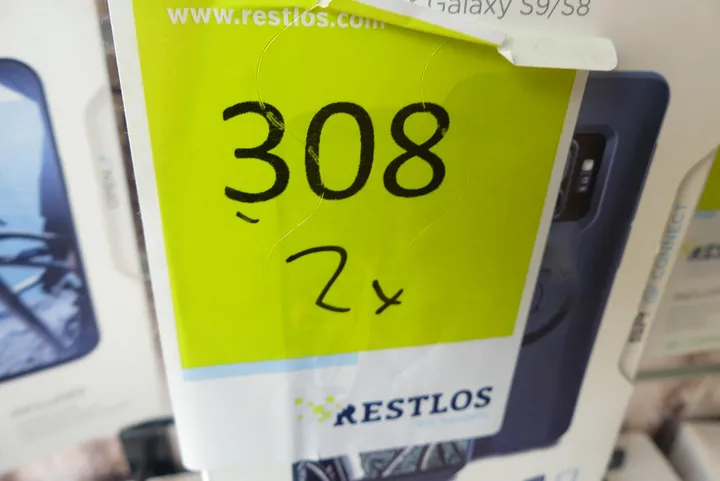 www.restlos.com
Galaxy S9/S8
308
2x
RESTLOS